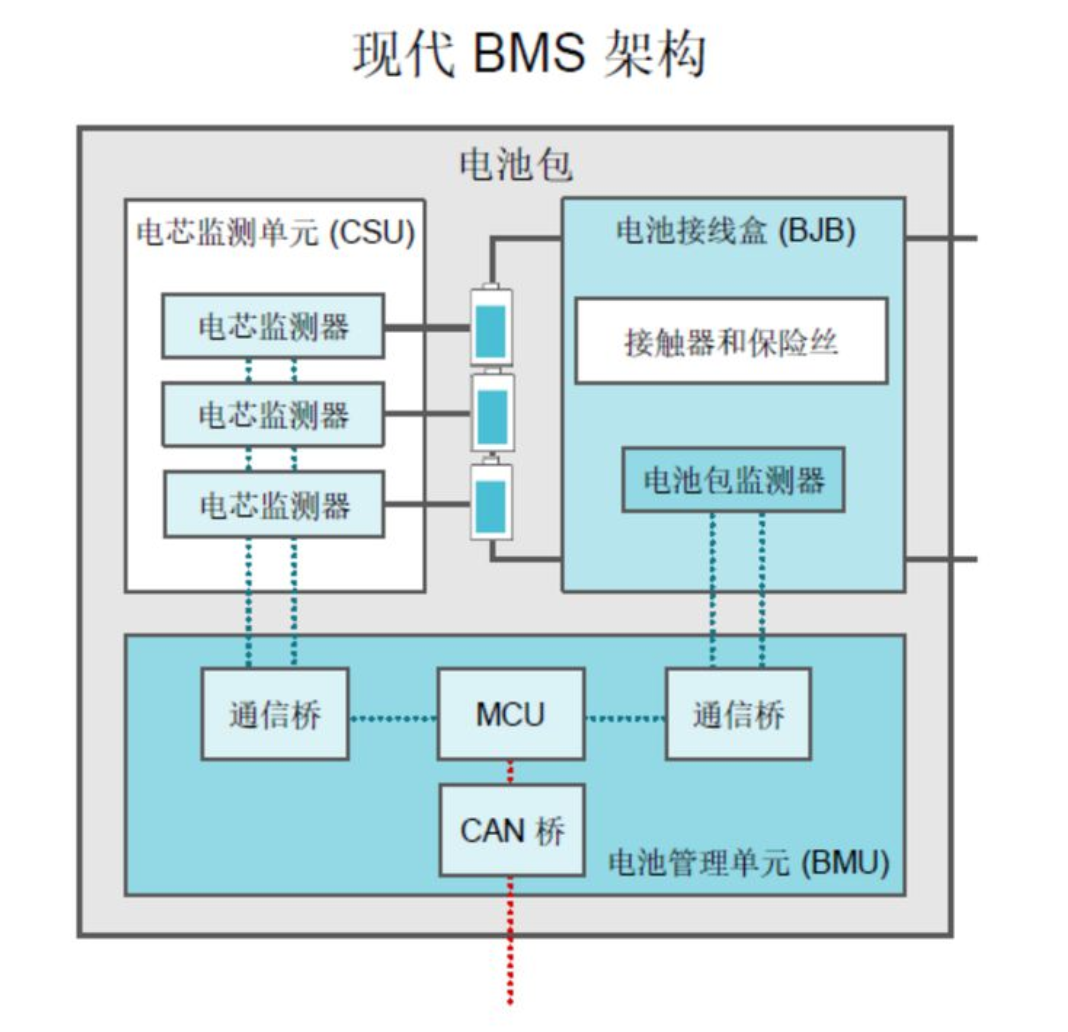 现代 BMS 架构
电池包
电芯监测单元 (CSU)
电芯监测器
电芯监测器
电芯监测器
电池接线盒 (BJB)
接触器和保险丝
电池包监测器
通信桥
MCU
通信桥
CAN 桥
电池管理单元 (BMU)